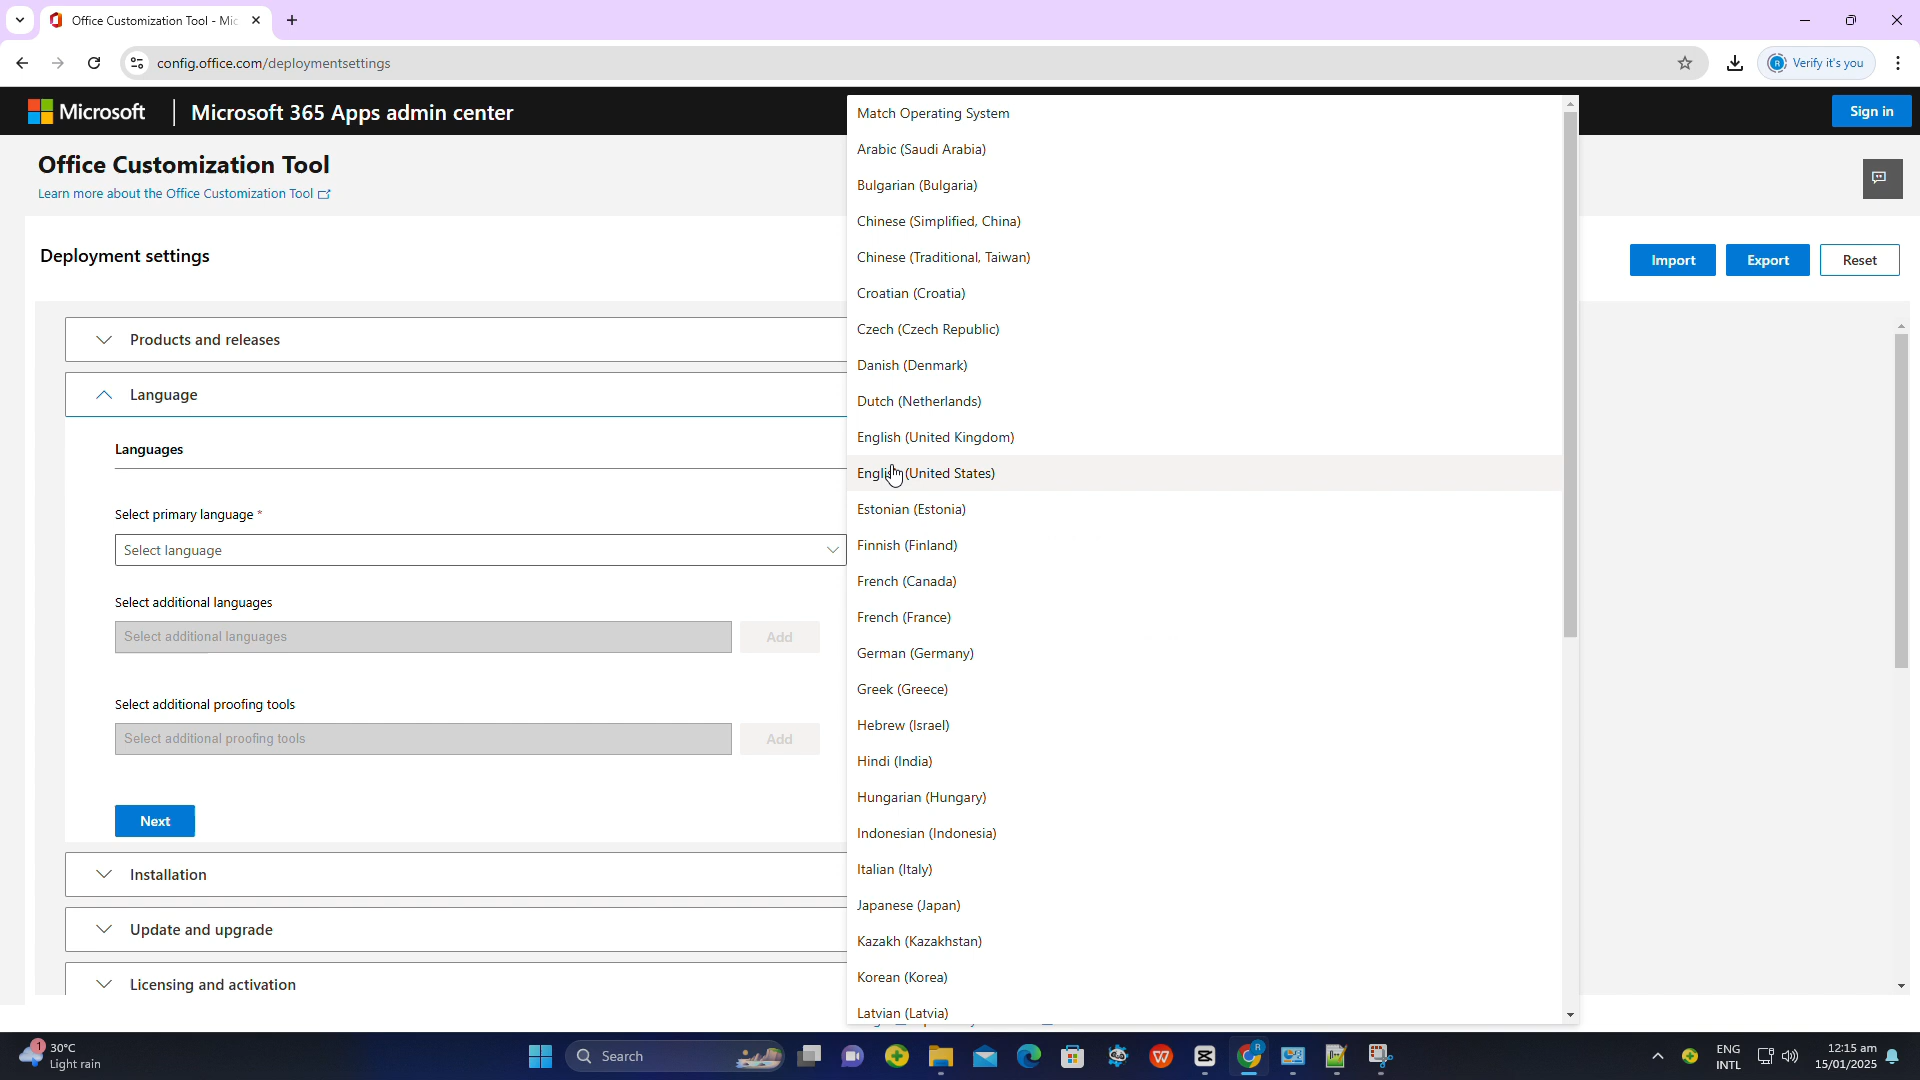 Office Customization Tool - Mic
config.office.com/deploymentsettings
Verify it's you
Microsoft
Microsoft 365 Apps admin center
Sign in
Office Customization Tool
Learn more about the Office Customization Tool
Deployment settings
Import
Export
Reset
Products and releases
Language
Languages
Select primary language *
Select language
Select additional languages
Select additional languages
Add
Select additional proofing tools
Select additional proofing tools
Add
Next
Installation
Update and upgrade
Licensing and activation
Match Operating System
Arabic (Saudi Arabia)
Bulgarian (Bulgaria)
Chinese (Simplified, China)
Chinese (Traditional, Taiwan)
Croatian (Croatia)
Czech (Czech Republic)
Danish (Denmark)
Dutch (Netherlands)
English (United Kingdom)
English (United States)
Estonian (Estonia)
Finnish (Finland)
French (Canada)
French (France)
German (Germany)
Greek (Greece)
Hebrew (Israel)
Hindi (India)
Hungarian (Hungary)
Indonesian (Indonesia)
Italian (Italy)
Japanese (Japan)
Kazakh (Kazakhstan)
Korean (Korea)
Latvian (Latvia)
1
30°C
Light rain
Search
R
ENG
INTL
12:15 am
15/01/2025